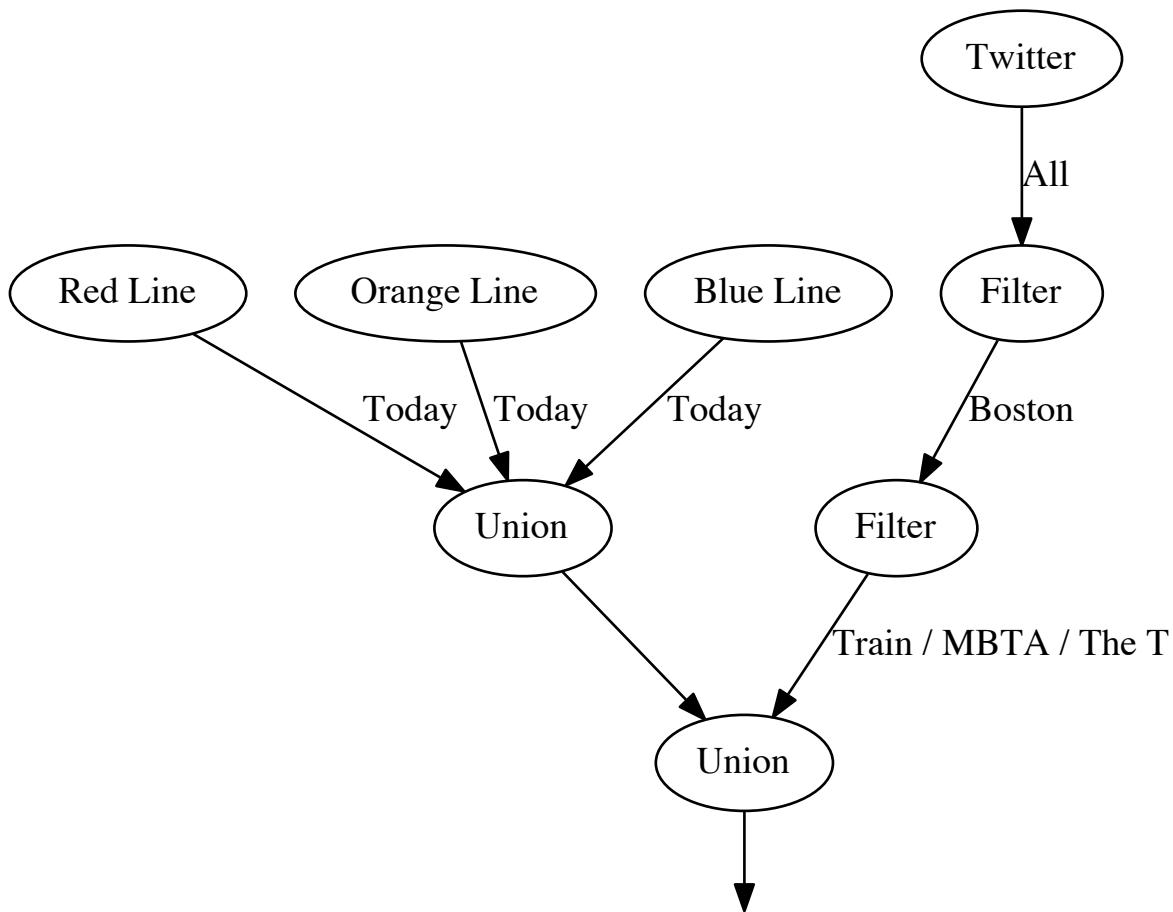 Twitter
All
Red Line
Orange Line
Blue Line
Filter
Today
Today
Today
Boston
Union
Filter
Train / MBTA / The T
Union